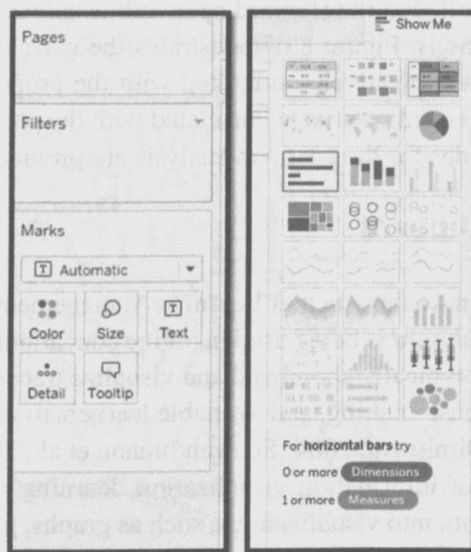 Pages
Filters
Marks
Automatic
Color
Size
Text
Detail
Tooltip
Show Me
For horizontal bars try
0 or more Dimensions
1 or more Measures